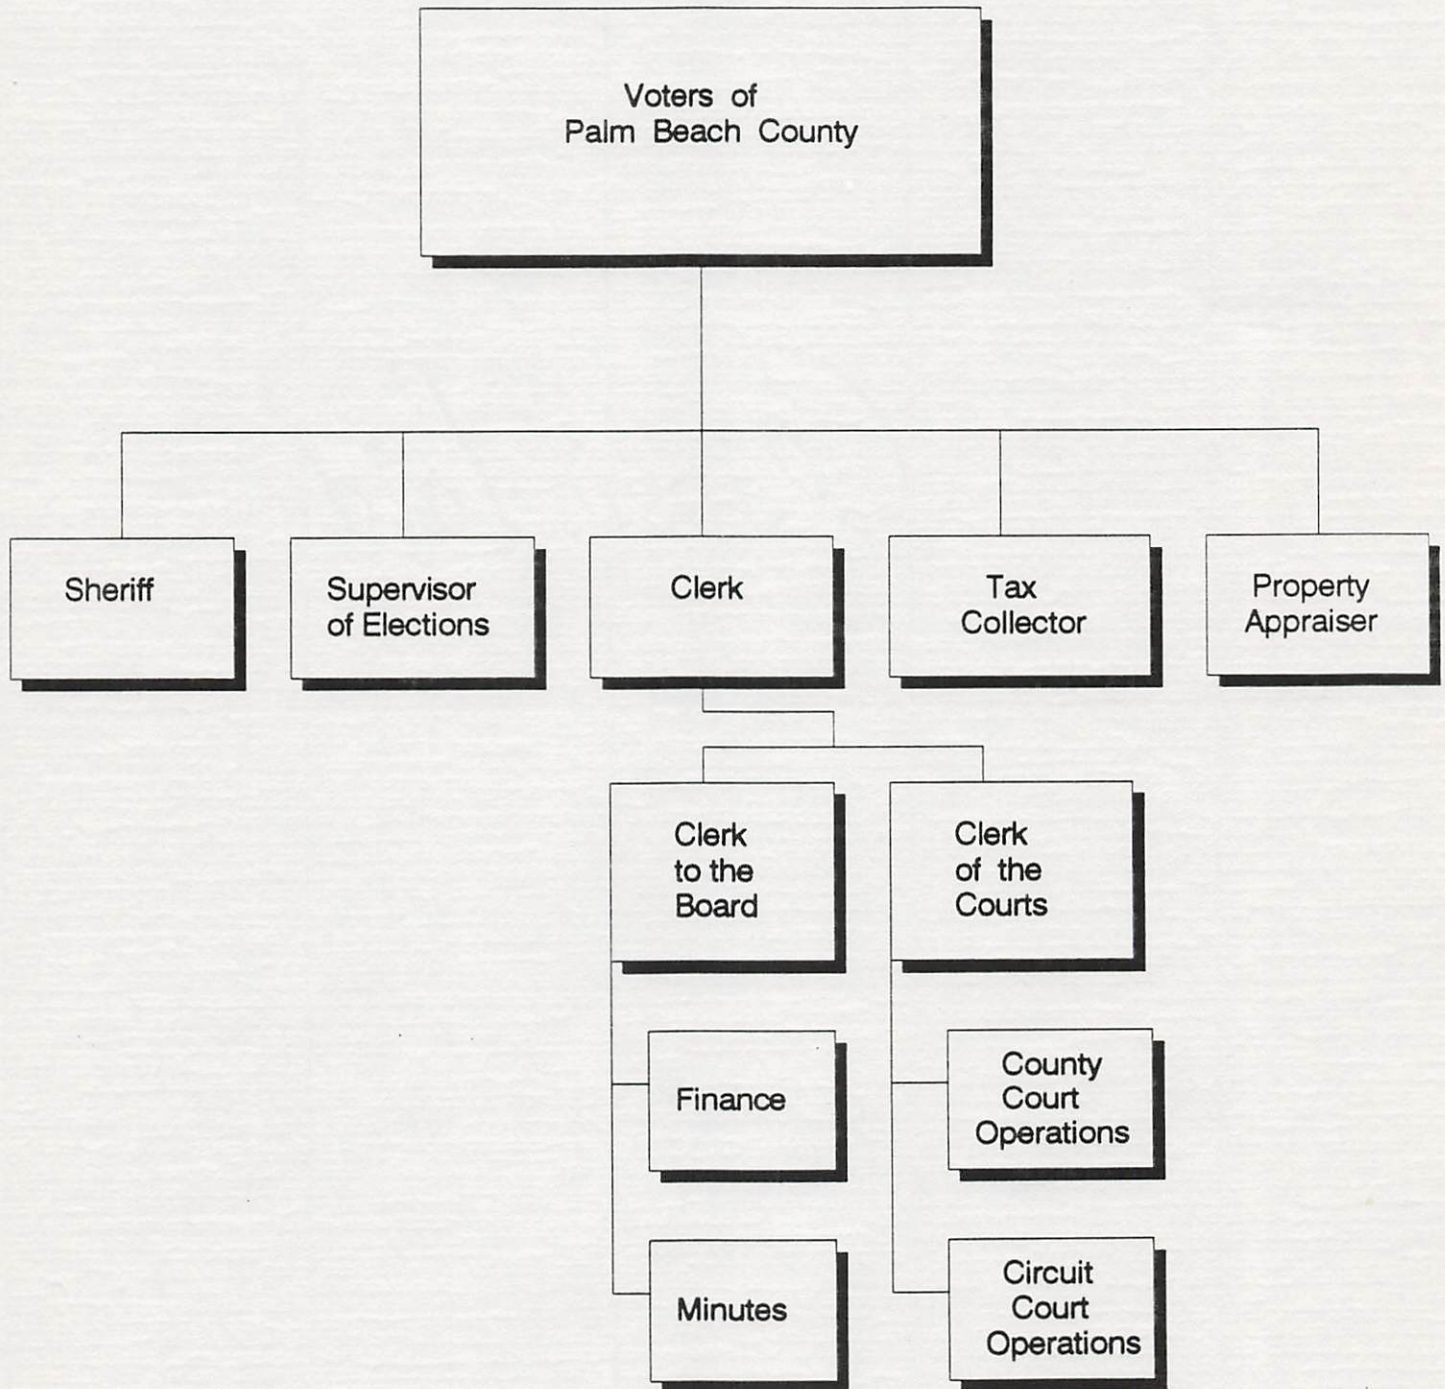 Voters of
Palm Beach County
Sheriff
Supervisor
of Elections
Clerk
Tax
Collector
Property
Appraiser
Clerk
to the
Board
Clerk
of the
Courts
Finance
County
Court
Operations
Minutes
Circuit
Court
Operations